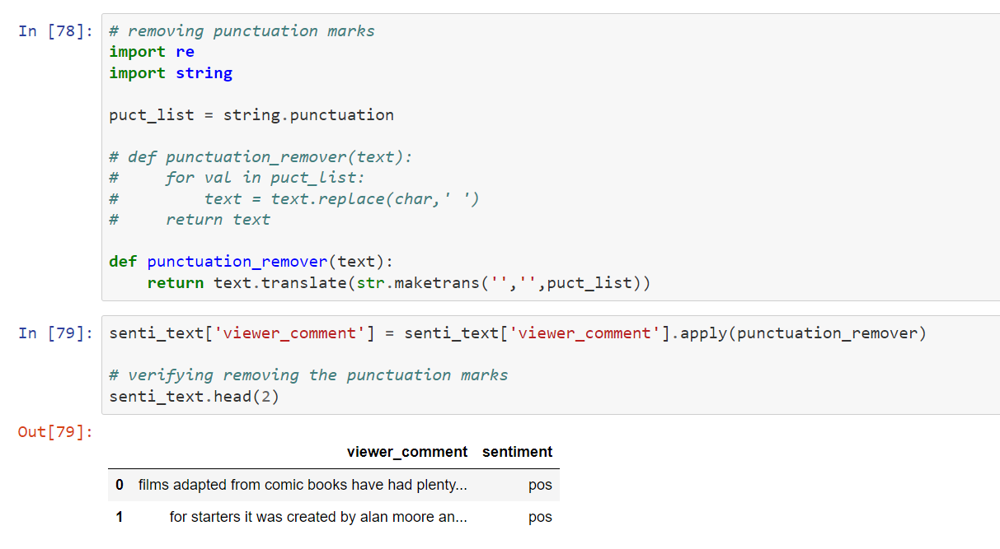 In [78]: # removing punctuation marks
import re
import string

puct_list = string.punctuation

# def punctuation_remover(text):
#     for val in puct_list:
#         text = text.replace(char,' ')
#     return text

def punctuation_remover(text):
    return text.translate(str.maketrans('','',puct_list))

In [79]: senti_text['viewer_comment'] = senti_text['viewer_comment'].apply(punctuation_remover)

# verifying removing the punctuation marks
senti_text.head(2)

Out[79]:
viewer_comment sentiment
0 films adapted from comic books have had plenty... pos
1 for starters it was created by alan moore an... pos